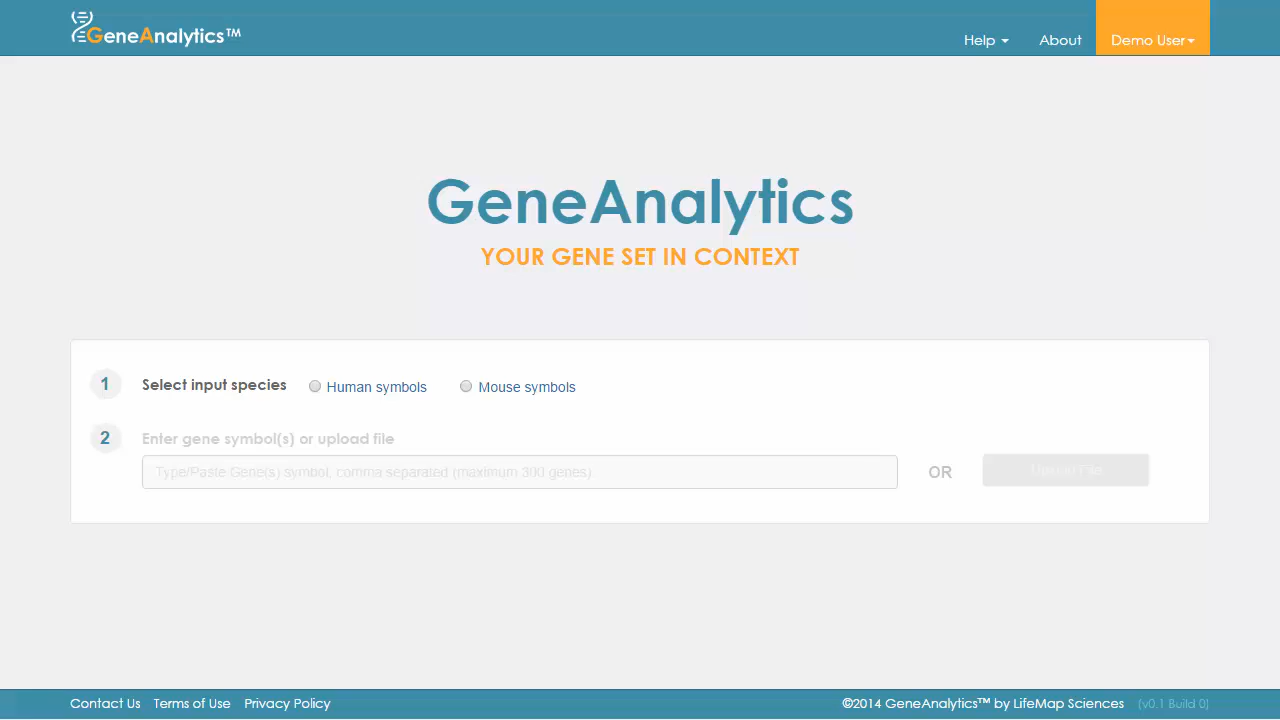 GeneAnalytics™
Help
About
Demo User
GeneAnalytics
YOUR GENE SET IN CONTEXT
1 Select input species Human symbols Mouse symbols
2 Enter gene symbol(s) or upload file
Type/Paste Gene(s) symbol, comma separated (maximum 300 genes). OR Upload File
Contact Us Terms of Use Privacy Policy ©2014 GeneAnalytics™ by LifeMap Sciences (v0.1 Build 0)